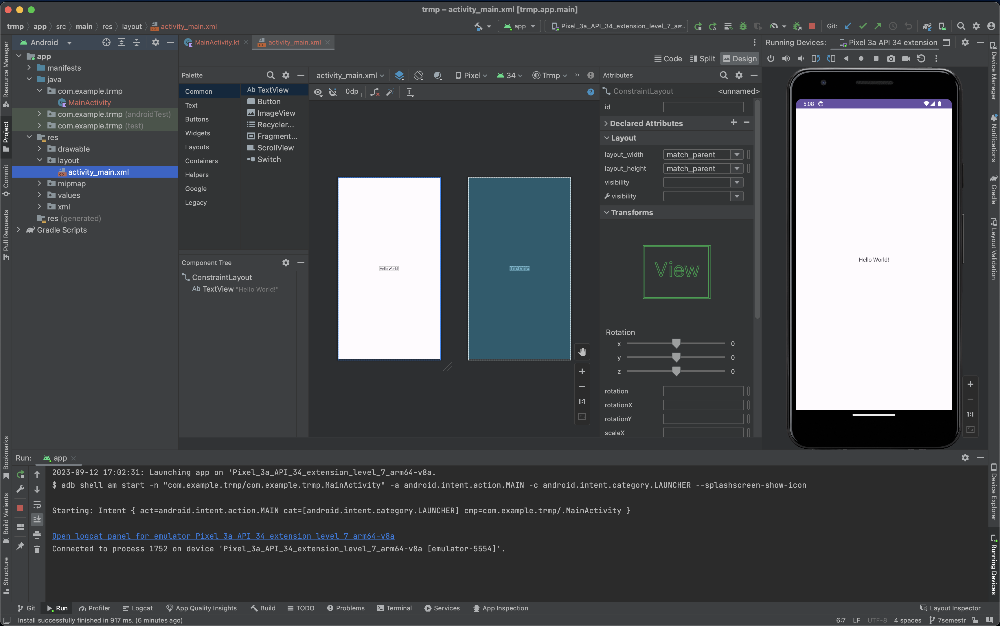 trmp – activity_main.xml [trmp.app.main]
trmp app src main res layout activity_main.xml
app Pixel_3a_API_34_extension_level_7_ar... Git:
Android
MainActivity.kt activity_main.xml
Running Devices: Pixel 3a API 34 extension
Code Split Design
Resource Manager
Project
Commit
Pull Requests
Bookmarks
Build Variants
Structure
app
manifests
java
com.example.trmp
MainActivity
com.example.trmp (androidTest)
com.example.trmp (test)
res
drawable
layout
activity_main.xml
mipmap
values
xml
res (generated)
Gradle Scripts
Palette
Common
Text
Buttons
Widgets
Layouts
Containers
Helpers
Google
Legacy
Ab TextView
Button
ImageView
Recycler...
Fragment...
ScrollView
Switch
Component Tree
ConstraintLayout
Ab TextView "Hello World!"
activity_main.xml Pixel 34 Trmp
0dp
Hello World!
TextView
1:1
Attributes
ConstraintLayout <unnamed>
id
Declared Attributes
Layout
layout_width match_parent
layout_height match_parent
visibility
visibility
Transforms
View
Rotation
x 0
y 0
z 0
rotation
rotationX
rotationY
scaleX
5:08
Hello World!
1:1
Device Manager
Notifications
Gradle
Layout Validation
Device Explorer
Running Devices
Run: app
2023-09-12 17:02:31: Launching app on 'Pixel_3a_API_34_extension_level_7_arm64-v8a.
$ adb shell am start -n "com.example.trmp/com.example.trmp.MainActivity" -a android.intent.action.MAIN -c android.intent.category.LAUNCHER --splashscreen-show-icon
Starting: Intent { act=android.intent.action.MAIN cat=[android.intent.category.LAUNCHER] cmp=com.example.trmp/.MainActivity }
Open logcat panel for emulator Pixel_3a_API_34_extension_level_7_arm64-v8a
Connected to process 1752 on device 'Pixel_3a_API_34_extension_level_7_arm64-v8a [emulator-5554]'.
Git Run Profiler Logcat App Quality Insights Build TODO Problems Terminal Services App Inspection Layout Inspector
Install successfully finished in 917 ms. (6 minutes ago) 6:7 LF UTF-8 4 spaces 7semestr